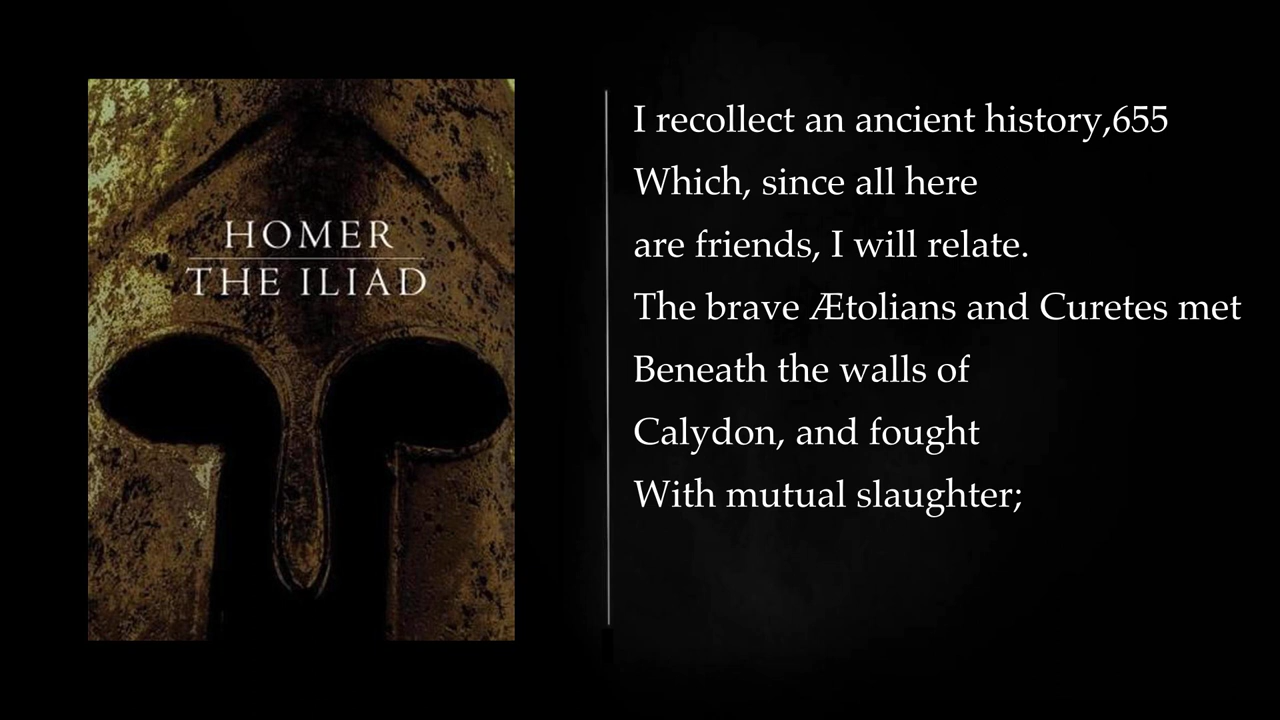 HOMER
THE ILIAD
I recollect an ancient history,655
Which, since all here
are friends, I will relate.
The brave Ætolians and Curetes met
Beneath the walls of
Calydon, and fought
With mutual slaughter;